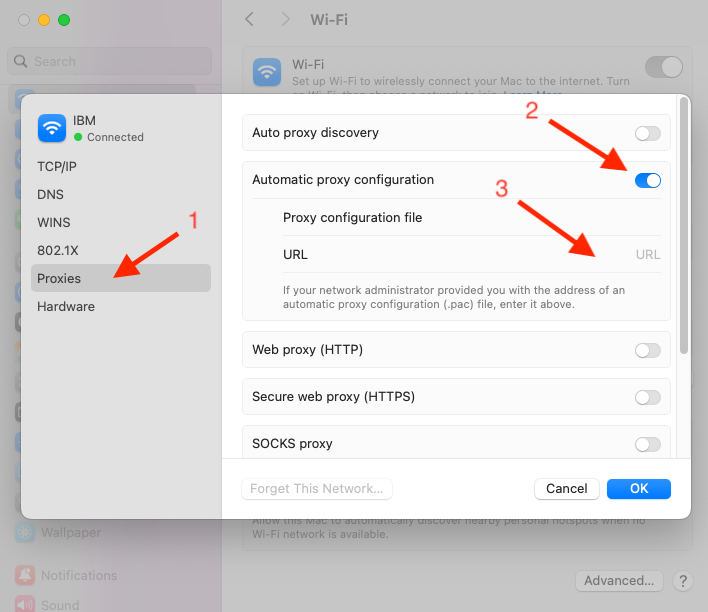 Wi-Fi
Search
Wi-Fi
Set up Wi-Fi to wirelessly connect your Mac to the internet. Turn
on Wi-Fi, then choose a network to join. Learn More...
IBM
Connected
TCP/IP
DNS
WINS
802.1X
Proxies
Hardware
1
2
3
Auto proxy discovery
Automatic proxy configuration
Proxy configuration file
URL
URL
If your network administrator provided you with the address of an
automatic proxy configuration (.pac) file, enter it above.
Web proxy (HTTP)
Secure web proxy (HTTPS)
SOCKS proxy
Forget This Network...
Cancel
OK
Allow this Mac to automatically discover nearby personal hotspots when no
Wi-Fi network is available.
Wallpaper
Notifications
Sound
Advanced...
?